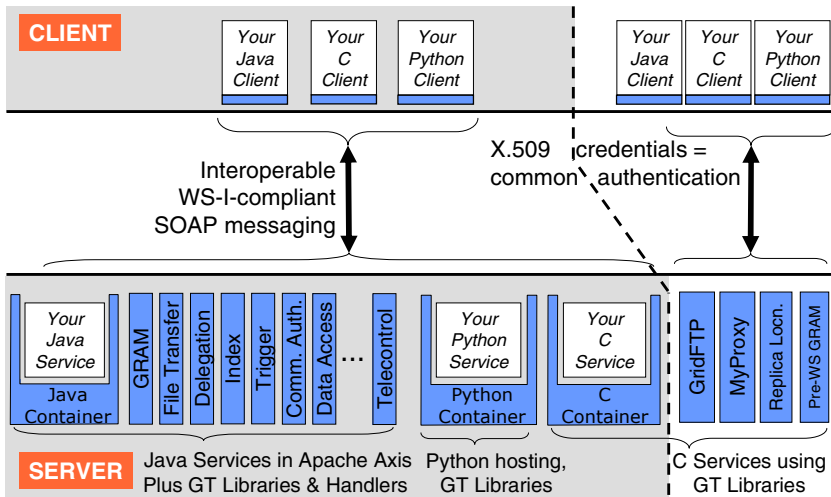 CLIENT
Your
Java
Client
Your
C
Client
Your
Python
Client
Your
Java
Client
Your
C
Client
Your
Python
Client
Interoperable
WS-I-compliant
SOAP messaging
X.509 credentials =
common authentication
Your
Java
Service
Java
Container
GRAM
File Transfer
Delegation
Index
Trigger
Comm. Auth.
Data Access
...
Telecontrol
Your
Python
Service
Python
Container
Your
C
Service
C
Container
GridFTP
MyProxy
Replica Locn.
Pre-WS GRAM
SERVER
Java Services in Apache Axis
Plus GT Libraries & Handlers
Python hosting,
GT Libraries
C Services using
GT Libraries